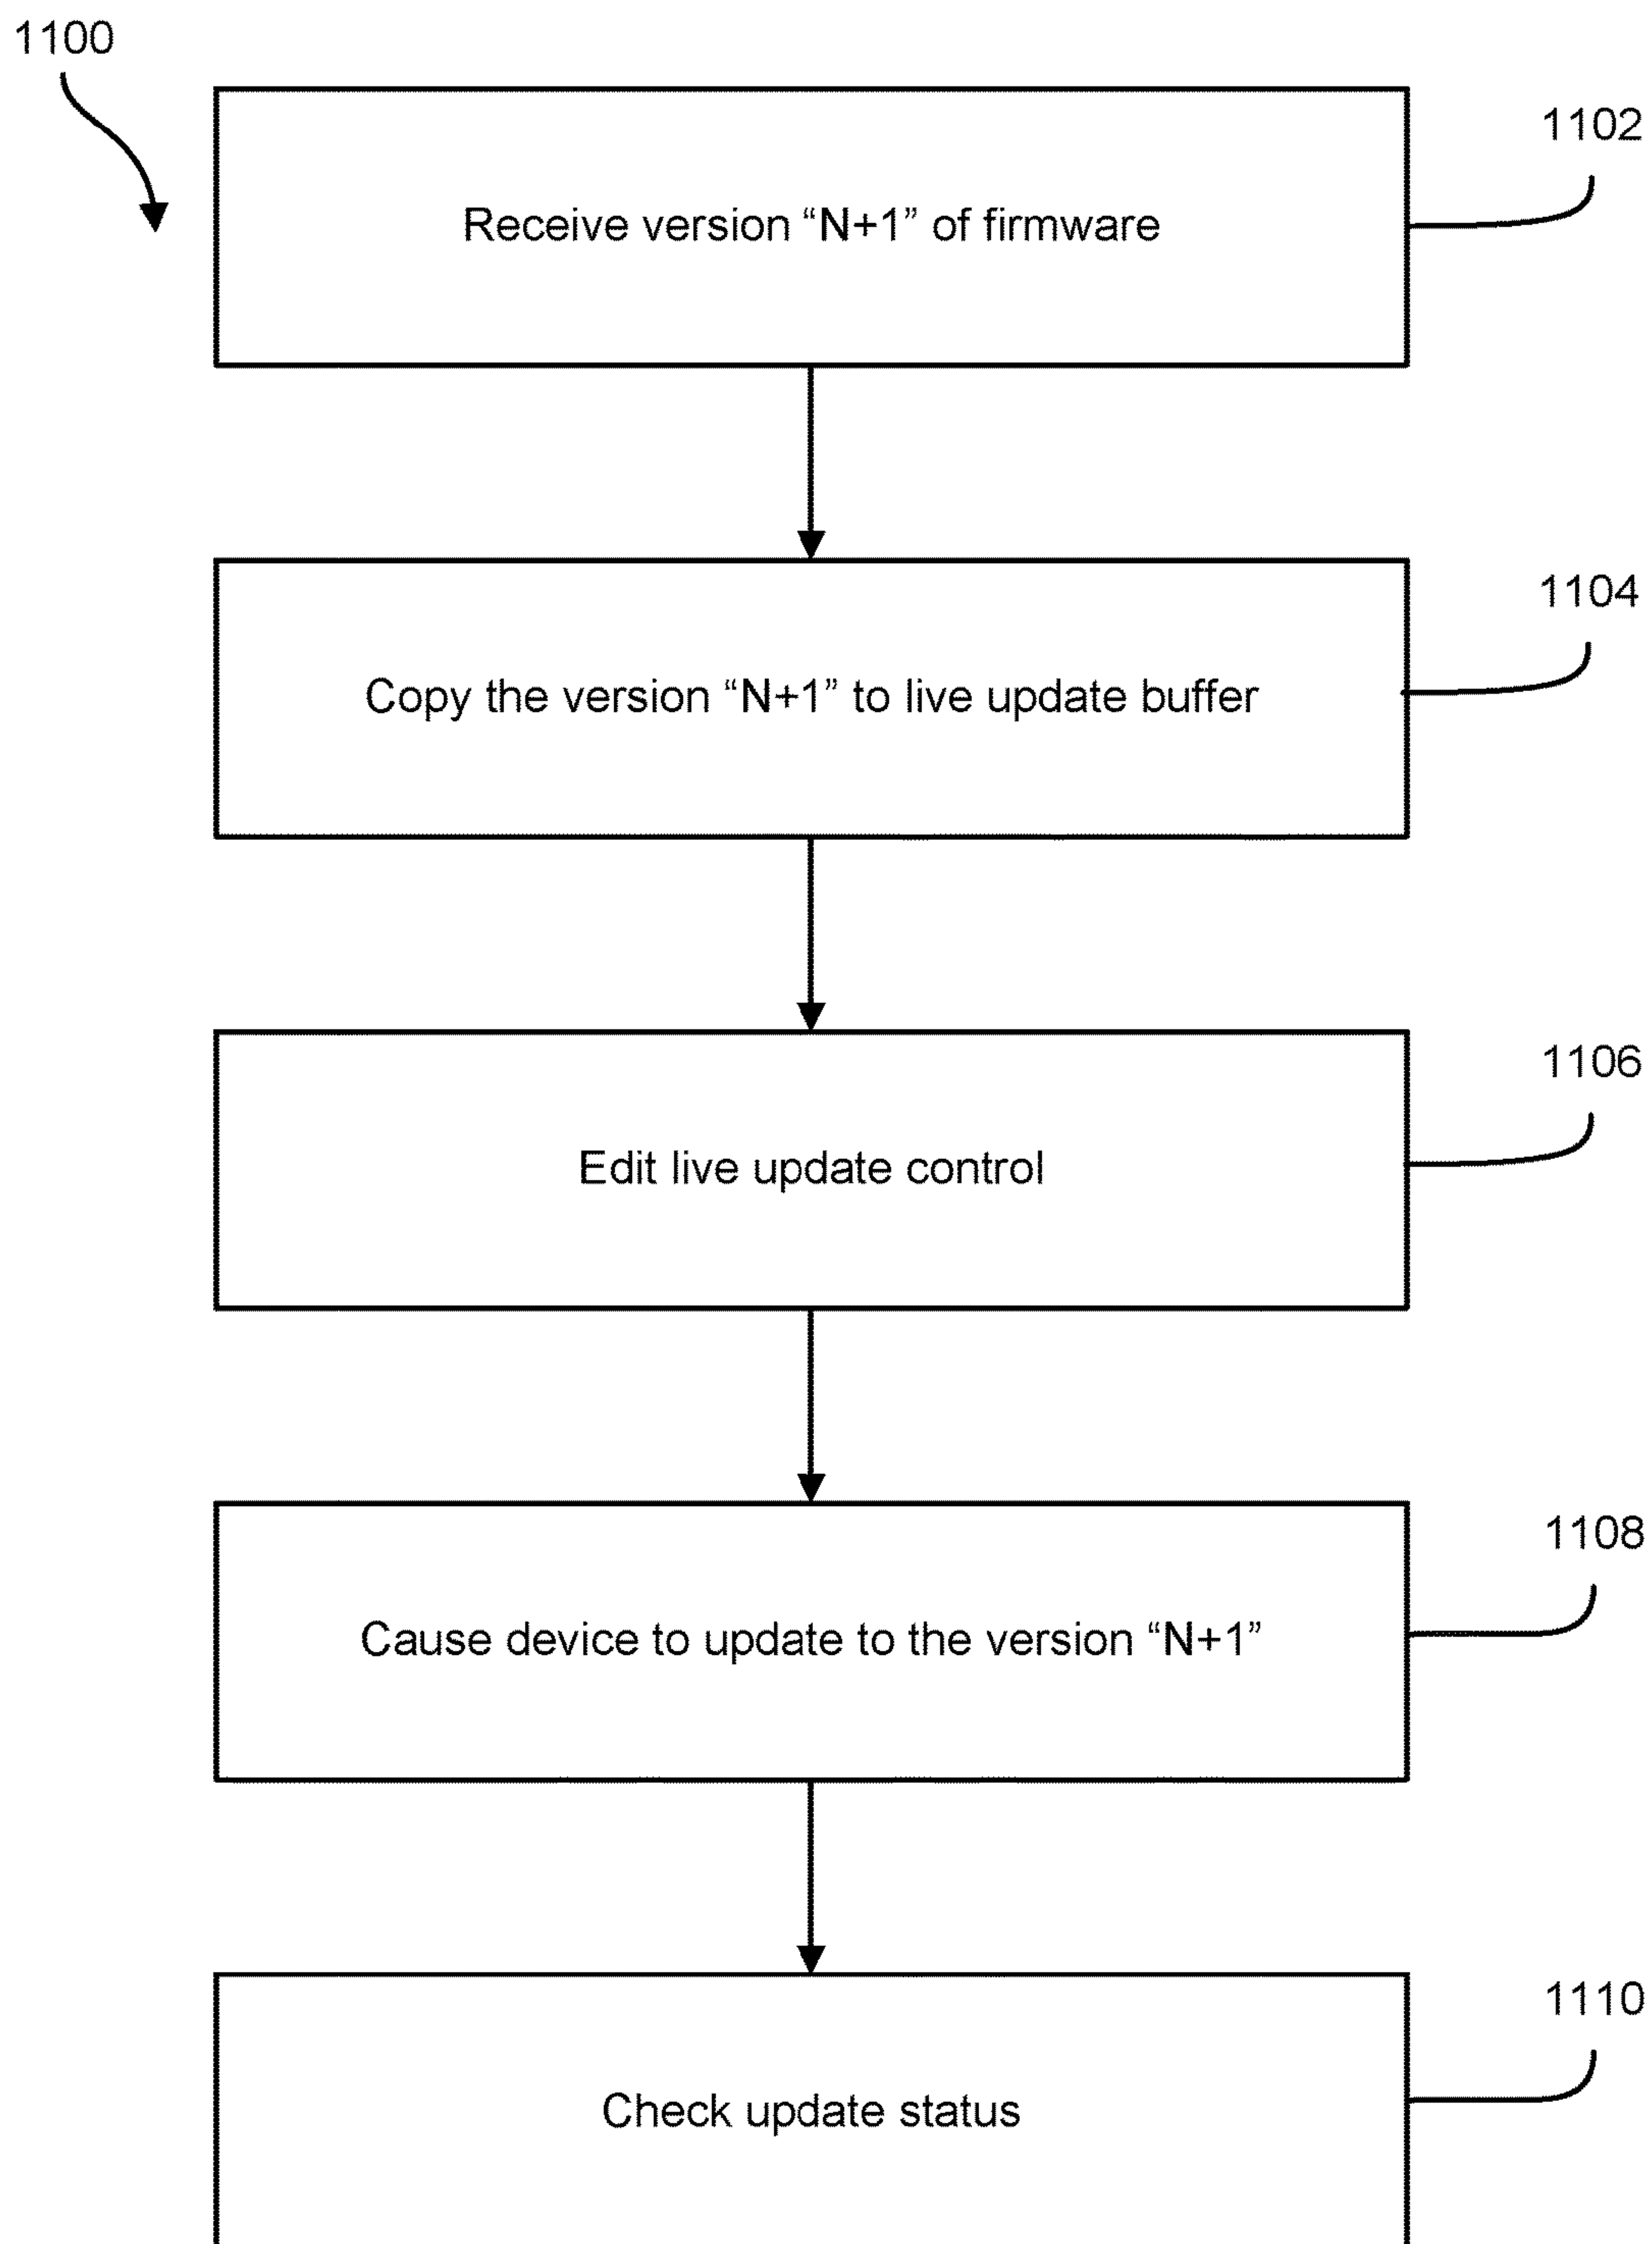 1100
1102
Receive version “N+1” of firmware
1104
Copy the version “N+1” to live update buffer
1106
Edit live update control
1108
Cause device to update to the version “N+1”
1110
Check update status